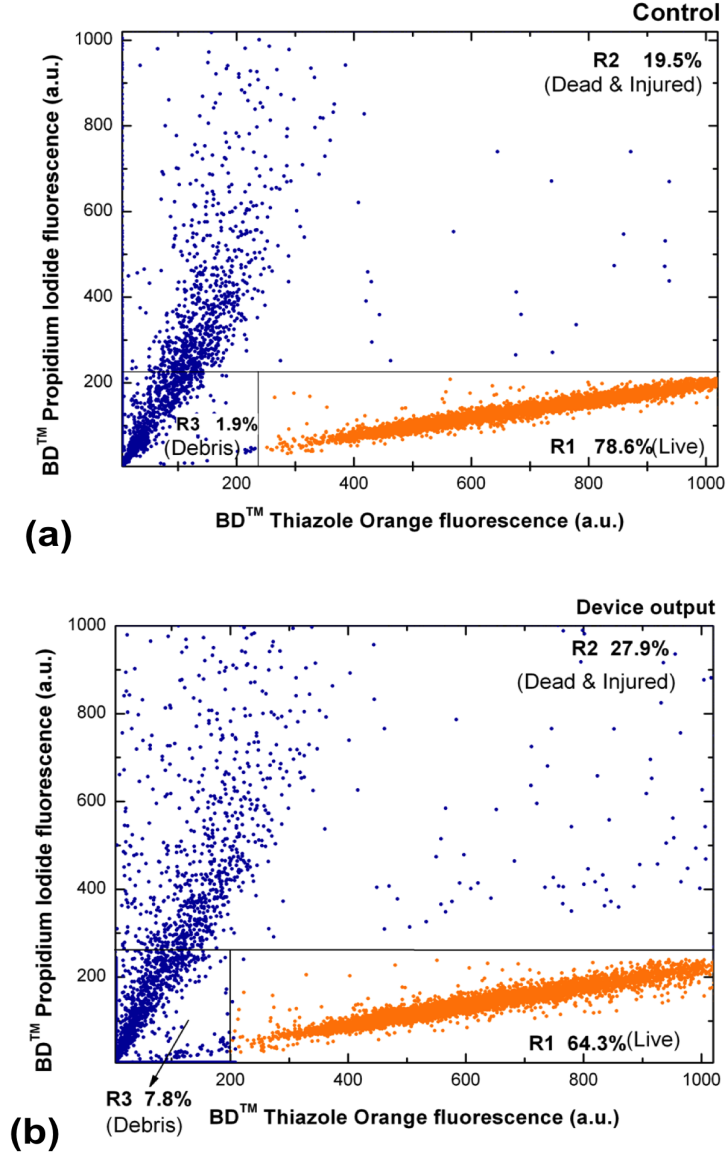 Control
1000
R2 19.5%
(Dead & Injured)
800
600
400
200
R3 1.9%
(Debris)
R1 78.6%(Live)
200 400 600 800 1000
BD™ Propidium Iodide fluorescence (a.u.)
BD™ Thiazole Orange fluorescence (a.u.)
(a)
Device output
1000
R2 27.9%
(Dead & Injured)
800
600
400
200
R1 64.3%(Live)
200 400 600 800 1000
BD™ Propidium Iodide fluorescence (a.u.)
R3 7.8%
(Debris)
BD™ Thiazole Orange fluorescence (a.u.)
(b)